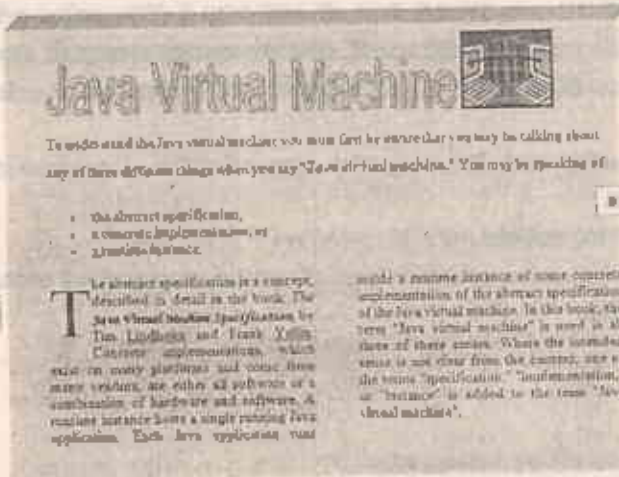 Java Virtual Machine
To understand the Java virtual machine you must first be aware that you may be talking about
any of three different things when you say "Java virtual machine." You may be speaking of
the abstract specification,
a concrete implementation, or
a runtime instance.
The abstract specification is a concept,
described in detail in the book: The
Java Virtual Machine Specification, by
Tim Lindholm and Frank Yellin.
Concrete implementations, which
exist on many platforms and come from
many vendors, are either all software or a
combination of hardware and software. A
runtime instance hosts a single running Java
application. Each Java application runs
inside a runtime instance of some concrete
implementation of the abstract specification
of the Java virtual machine. In this book, the
term "Java virtual machine" is used in all
three of these senses. Where the intended
sense is not clear from the context, one of
the terms "specification," "implementation,"
or "instance" is added to the term "Java
virtual machine".